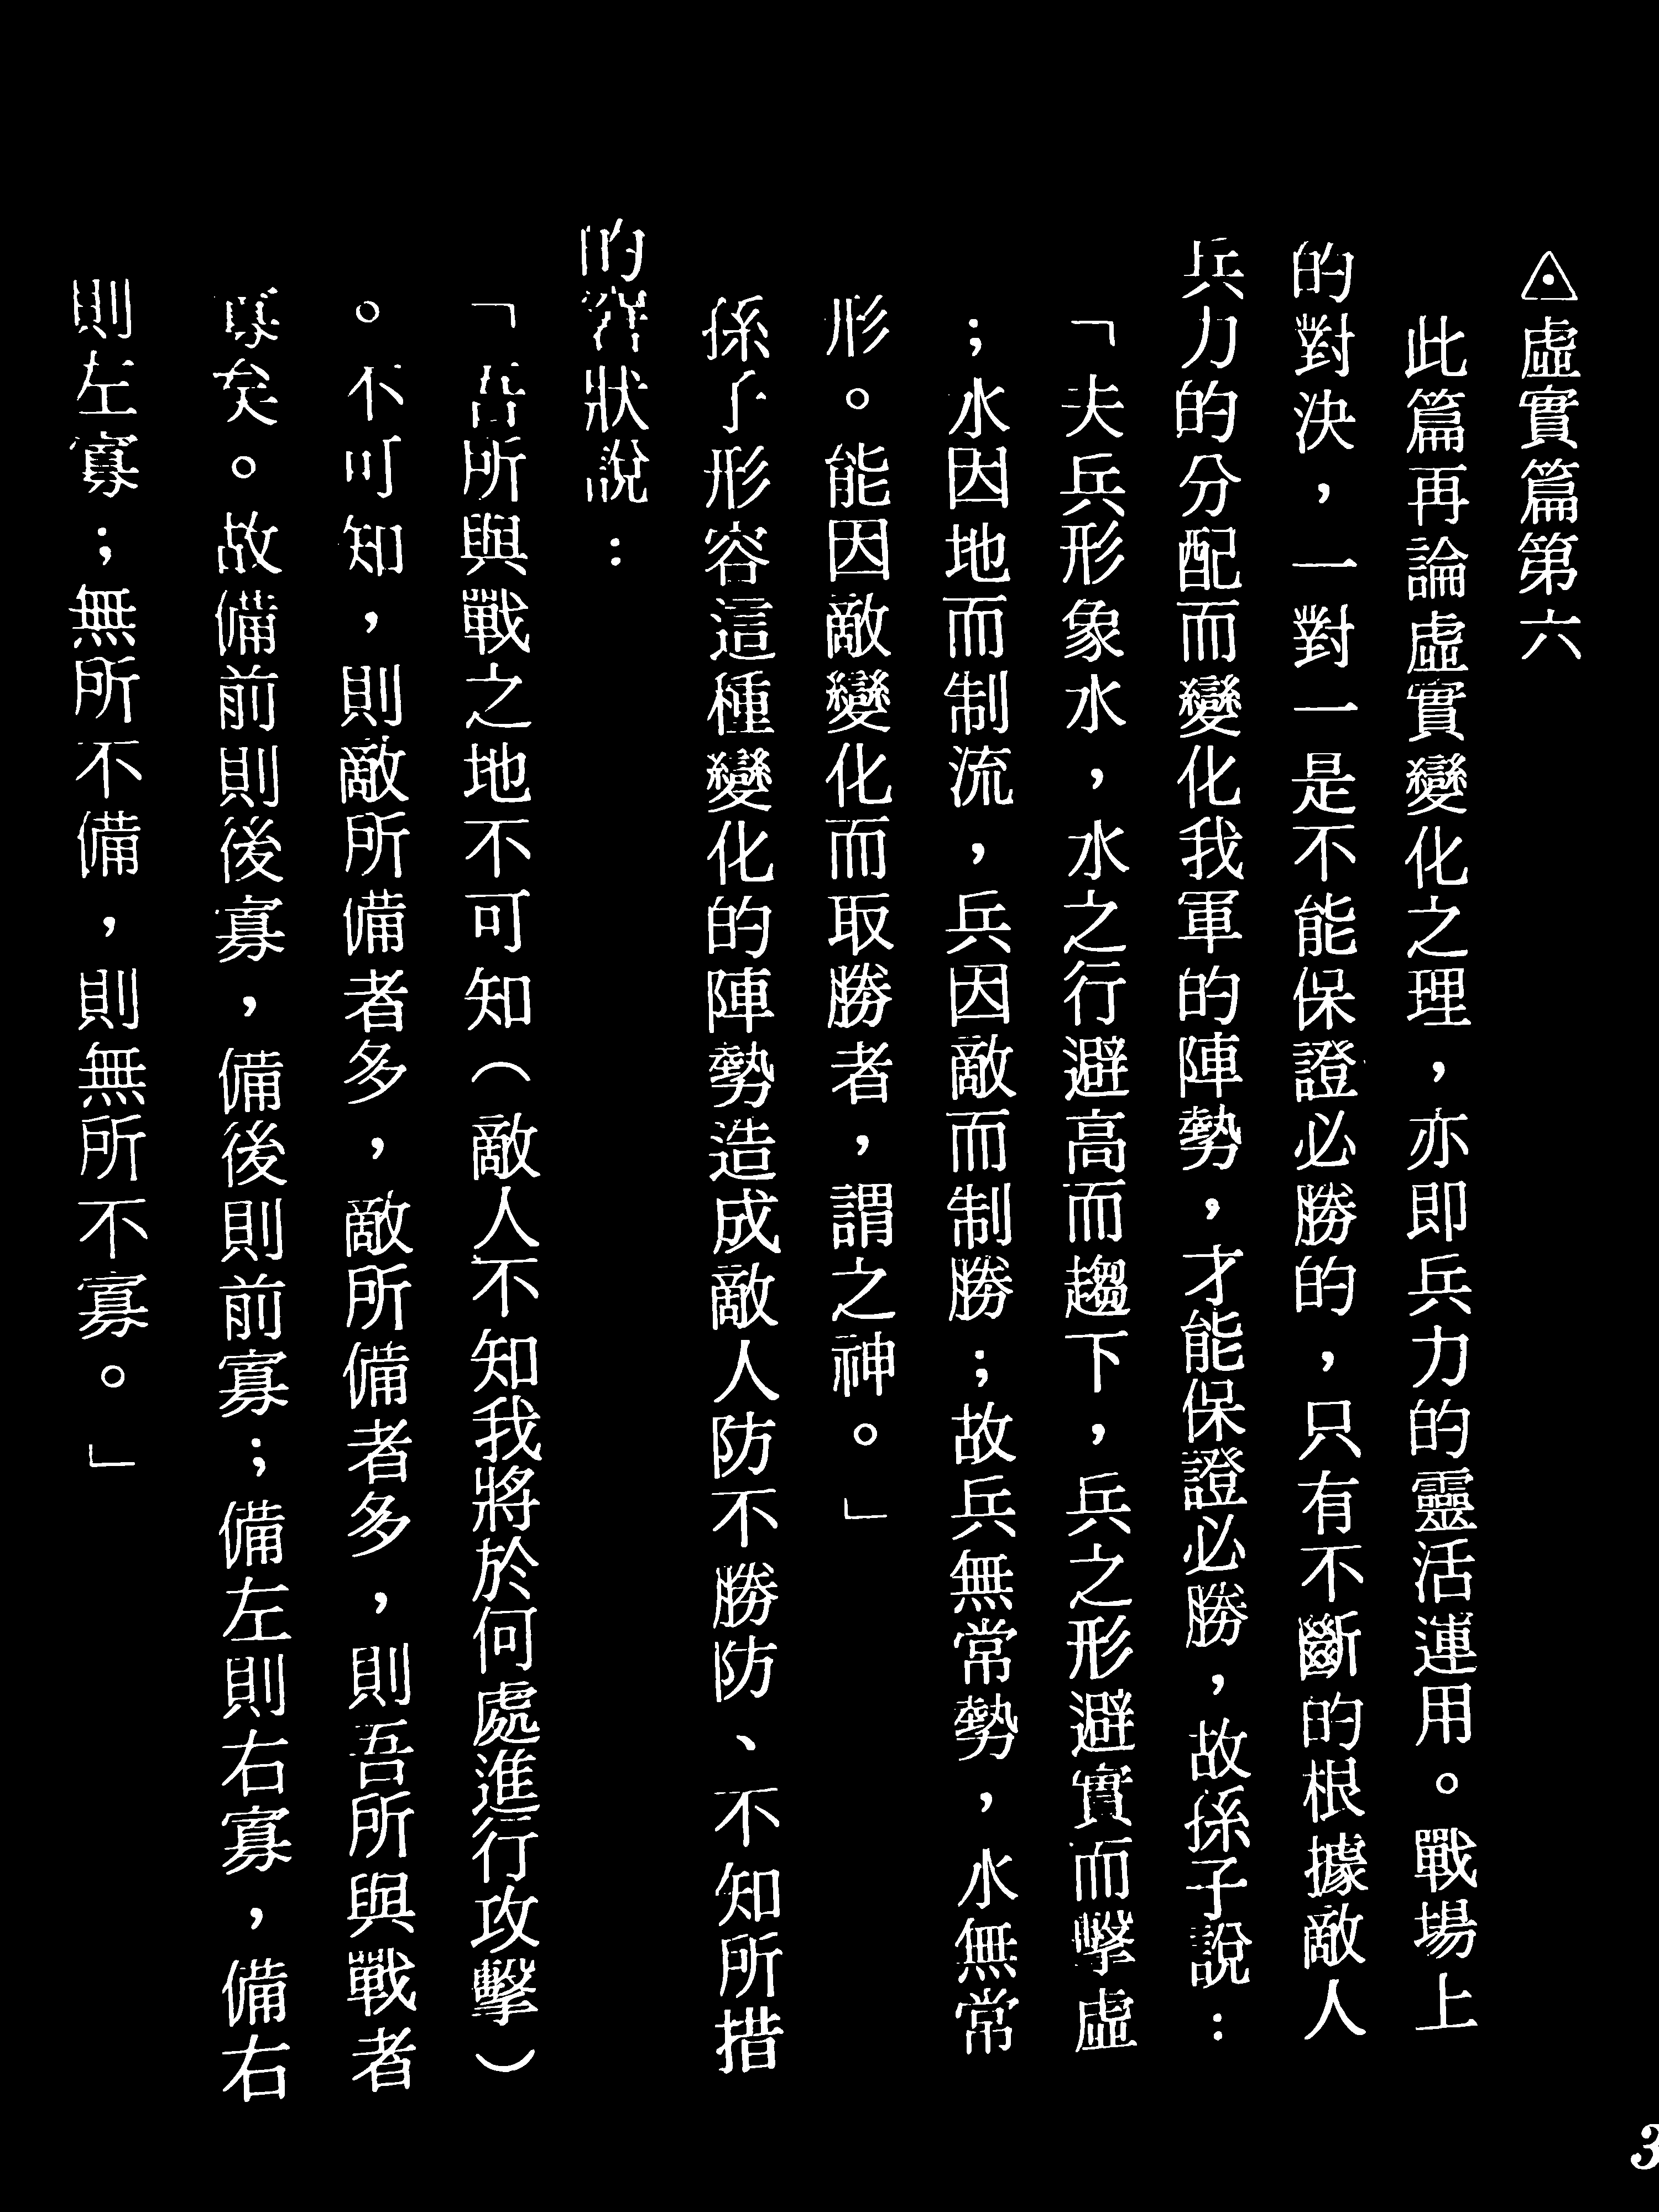 虛實篇第六
此篇再論虛實變化之理，亦即兵力的靈活運用。戰場上
的對決，一對一是不能保證必勝的，只有不斷的根據敵人
兵力的分配而變化我軍的陣勢，才能保證必勝，故孫子說：
「夫兵形象水，水之行避高而趨下，兵之形避實而擊虛
；水因地而制流，兵因敵而制勝；故兵無常勢，水無常
形。能因敵變化而取勝者，謂之神。」
孫子形容這種變化的陣勢造成敵人防不勝防、不知所措
的窘狀說：
「吾所與戰之地不可知（敵人不知我將於何處進行攻擊）
。不可知，則敵所備者多，敵所備者多，則吾所與戰者
寡矣。故備前則後寡，備後則前寡；備左則右寡，備右
則左寡；無所不備，則無所不寡。」
3